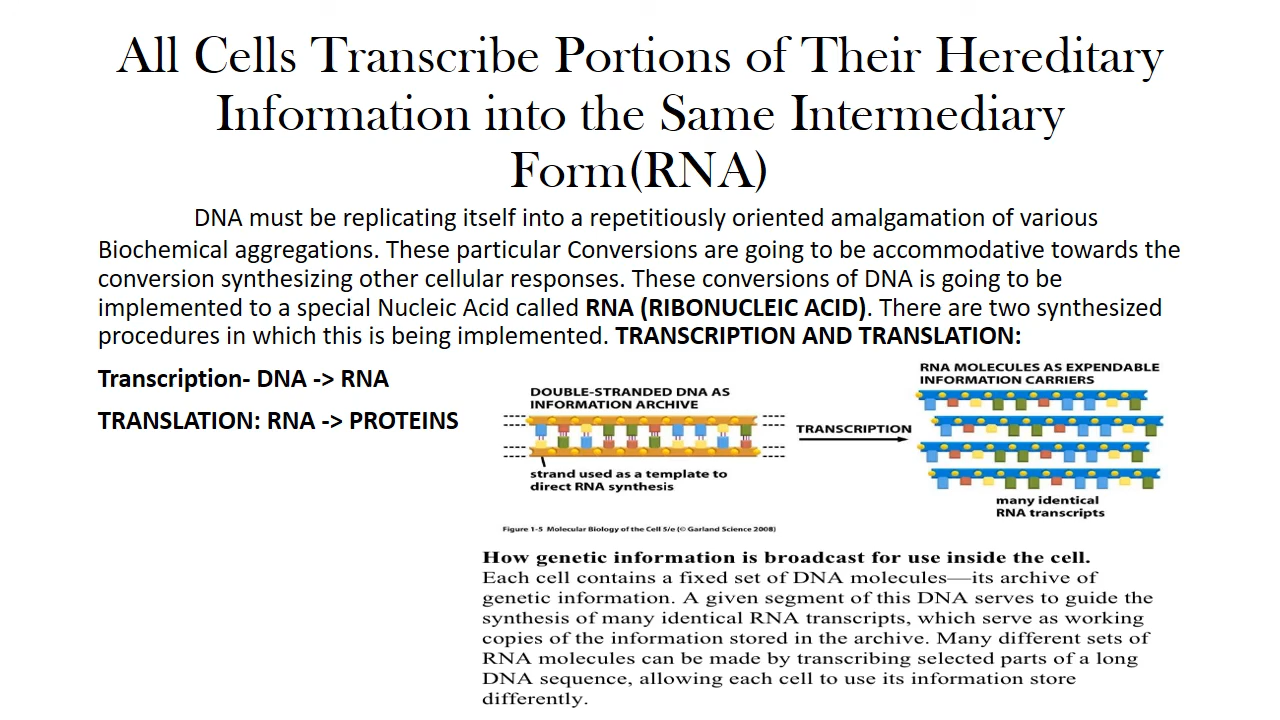 All Cells Transcribe Portions of Their Hereditary
Information into the Same Intermediary
Form(RNA)
DNA must be replicating itself into a repetitiously oriented amalgamation of various
Biochemical aggregations. These particular Conversions are going to be accommodative towards the
conversion synthesizing other cellular responses. These conversions of DNA is going to be
implemented to a special Nucleic Acid called RNA (RIBONUCLEIC ACID). There are two synthesized
procedures in which this is being implemented. TRANSCRIPTION AND TRANSLATION:
Transcription- DNA -> RNA
TRANSLATION: RNA -> PROTEINS
DOUBLE-STRANDED DNA AS
INFORMATION ARCHIVE
strand used as a template to
direct RNA synthesis
TRANSCRIPTION
RNA MOLECULES AS EXPENDABLE
INFORMATION CARRIERS
many identical
RNA transcripts
Figure 1-5 Molecular Biology of the Cell 5/e (© Garland Science 2008)
How genetic information is broadcast for use inside the cell.
Each cell contains a fixed set of DNA molecules—its archive of
genetic information. A given segment of this DNA serves to guide the
synthesis of many identical RNA transcripts, which serve as working
copies of the information stored in the archive. Many different sets of
RNA molecules can be made by transcribing selected parts of a long
DNA sequence, allowing each cell to use its information store
differently.